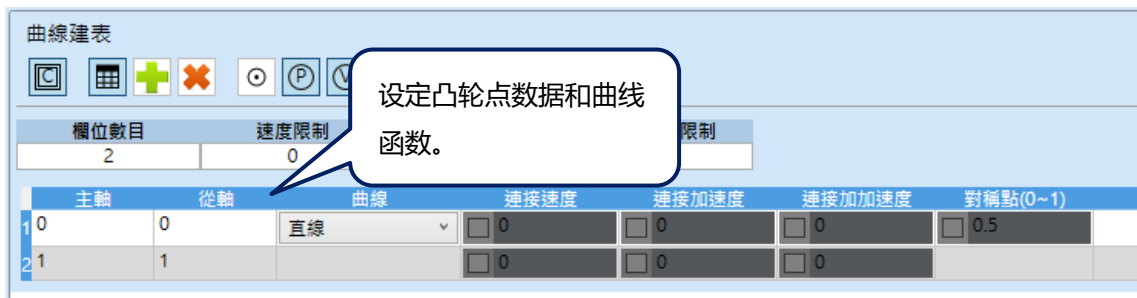 曲線建表
C P V
设定凸轮点数据和曲线
函数。
欄位數目 速度限制 限制
2 0
主軸 從軸 曲線 連接速度 連接加速度 連接加加速度 對稱點(0~1)
1 0 0 直線 0 0 0 0.5
2 1 1 0 0 0